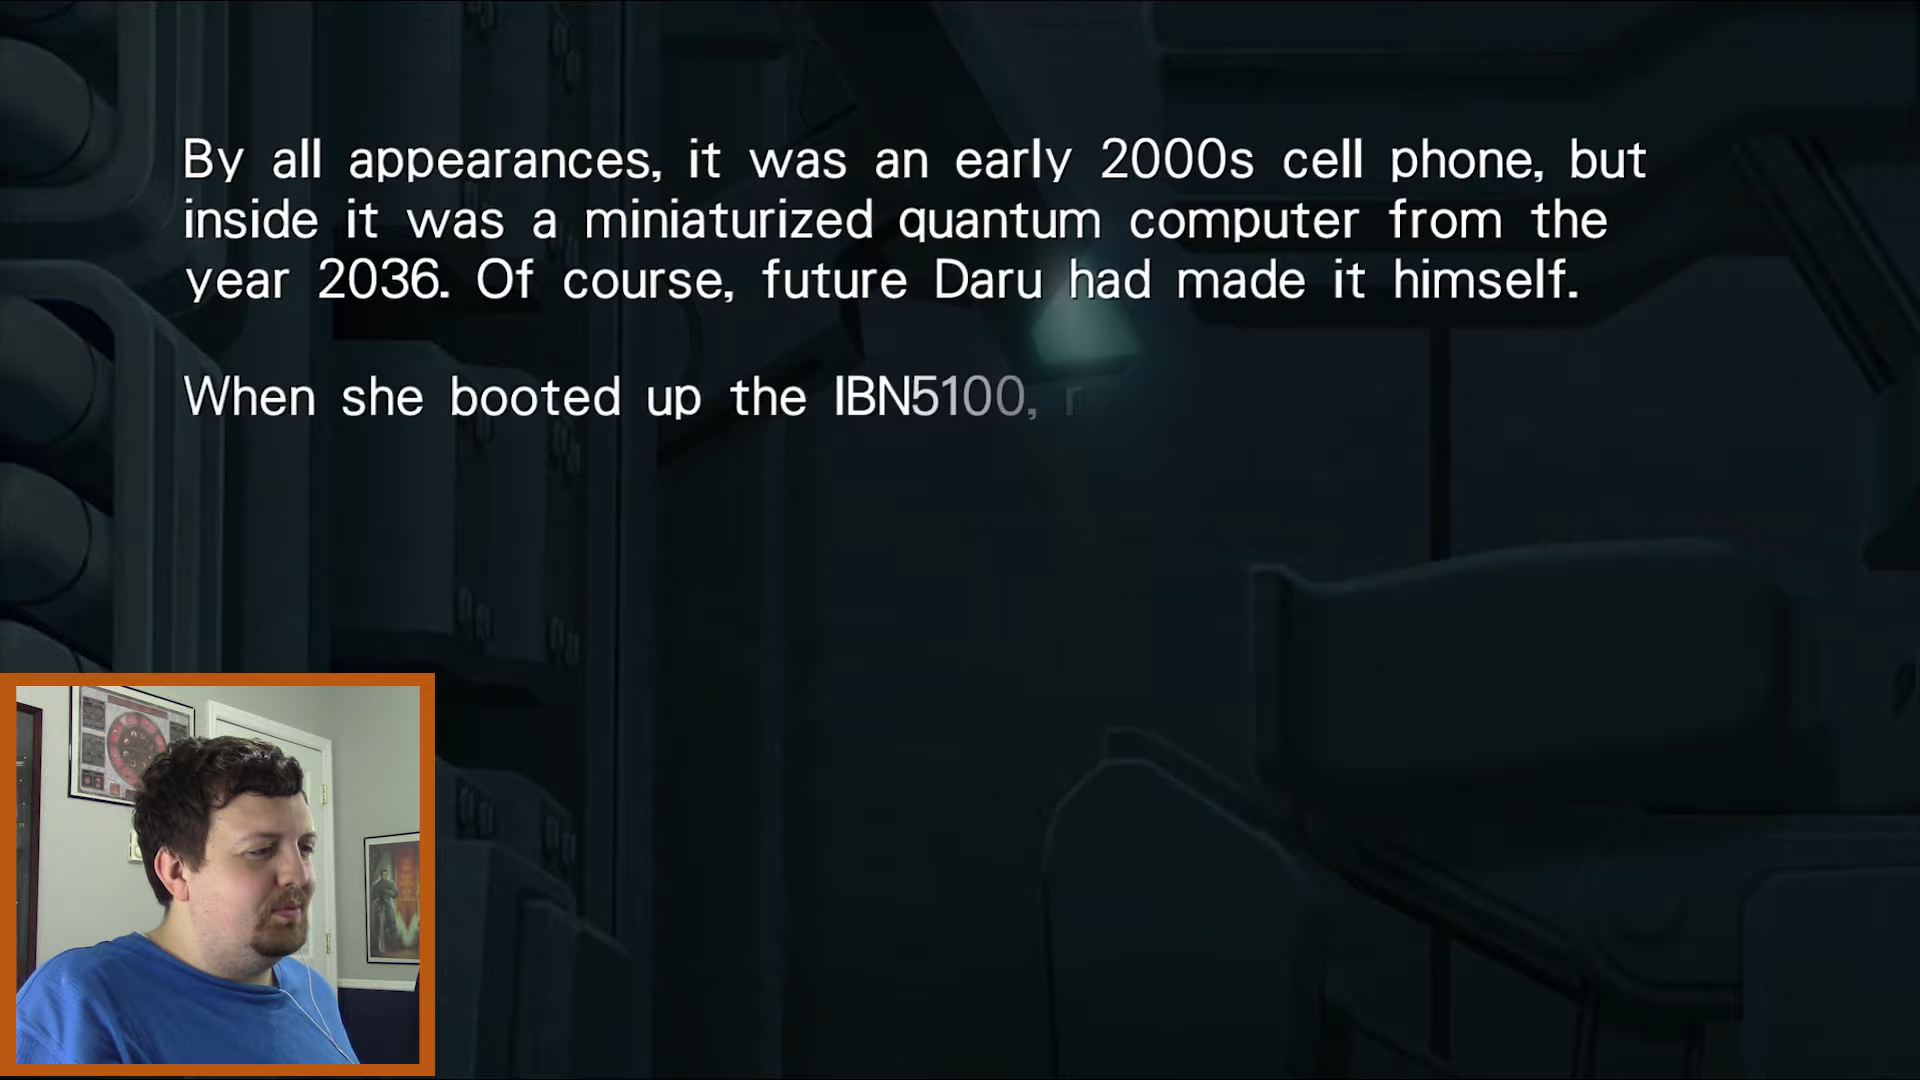 By all appearances, it was an early 2000s cell phone, but
inside it was a miniaturized quantum computer from the
year 2036. Of course, future Daru had made it himself.
When she booted up the IBN5100,